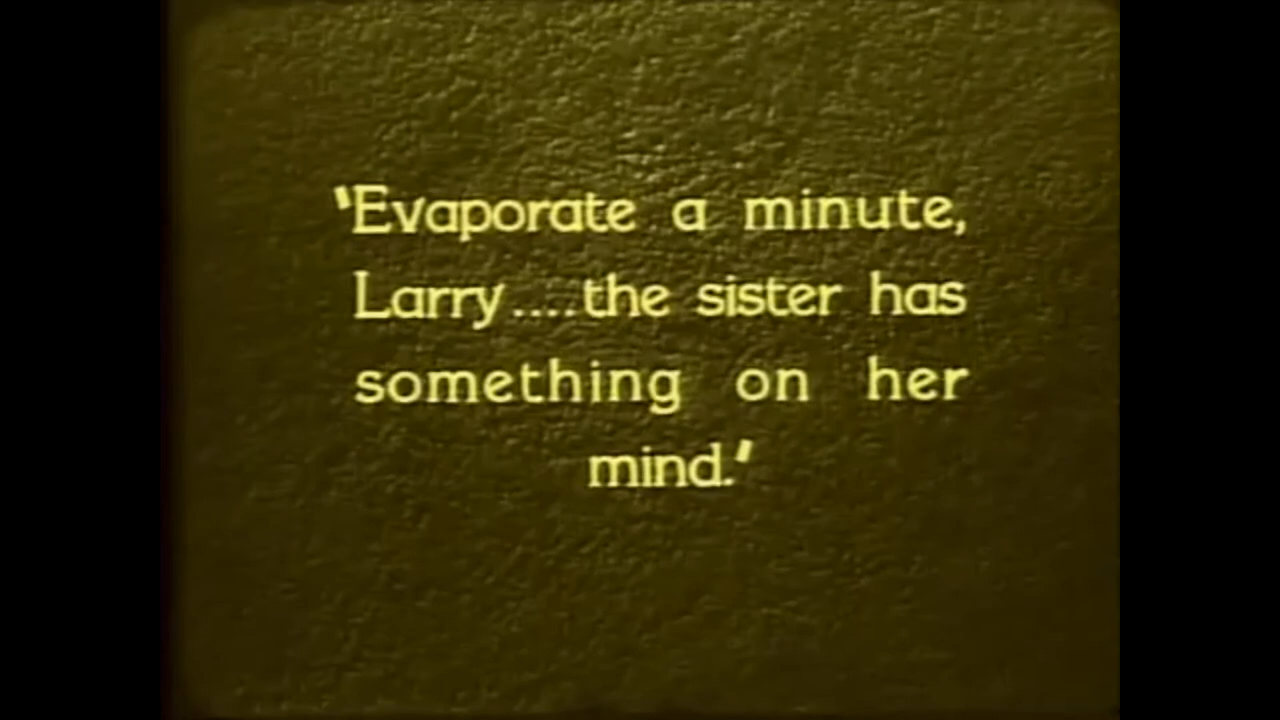 "Evaporate a minute,
Larry....the sister has
something on her
mind."